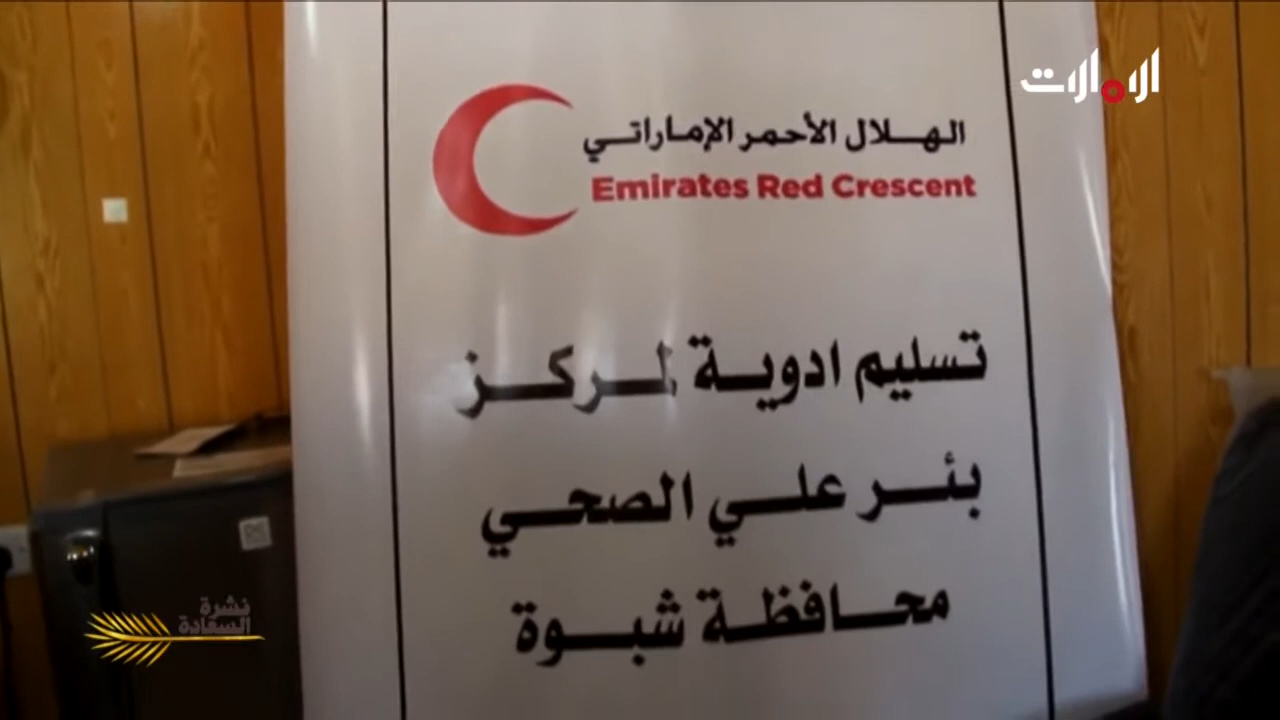 الإمارات
الهلال الأحمر الإماراتي
Emirates Red Crescent
تسليم ادوية لمركز
بئر علي الصحي
محافظة شبوة
نشرة
السعادة